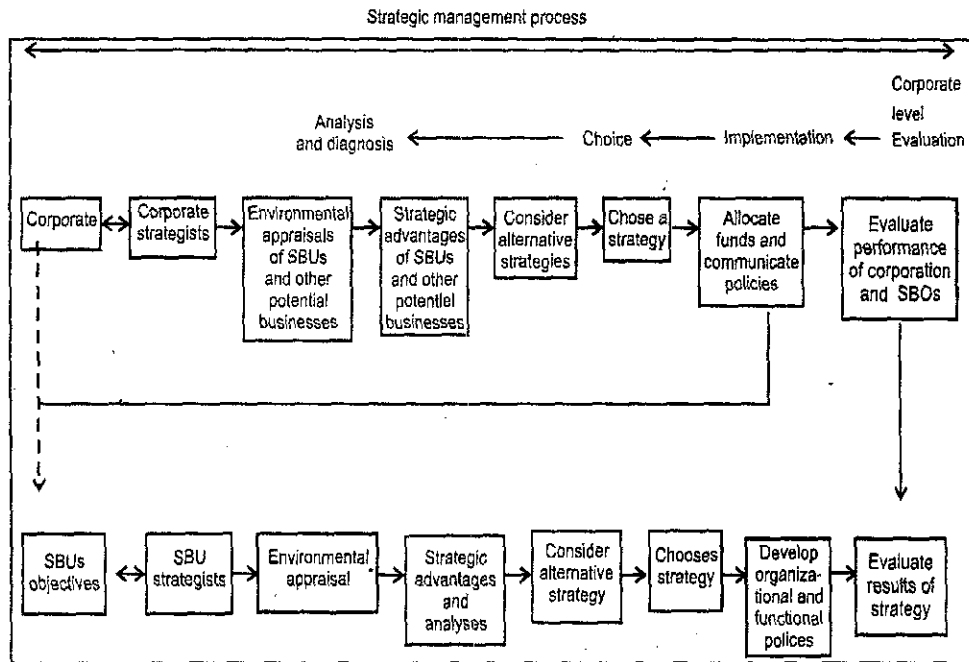 Strategic management process
Corporate
level
Evaluation
Analysis
and diagnosis
Choice
Implementation
Corporate
Corporate
strategists
Environmental
appraisals
of SBUs
and other
potential
businesses
Strategic
advantages
of SBUs
and other
potentiel
businesses
Consider
alternative
strategies
Chose a
strategy
Allocate
funds and
communicate
policies
Evaluate
performance
of corporation
and SBOs
SBUs
objectives
SBU
strategists
Environmental
appraisal
Strategic
advantages
and
analyses
Consider
alternative
strategy
Chooses
strategy
Develop
organiza-
tional and
functional
polices
Evaluate
results of
strategy